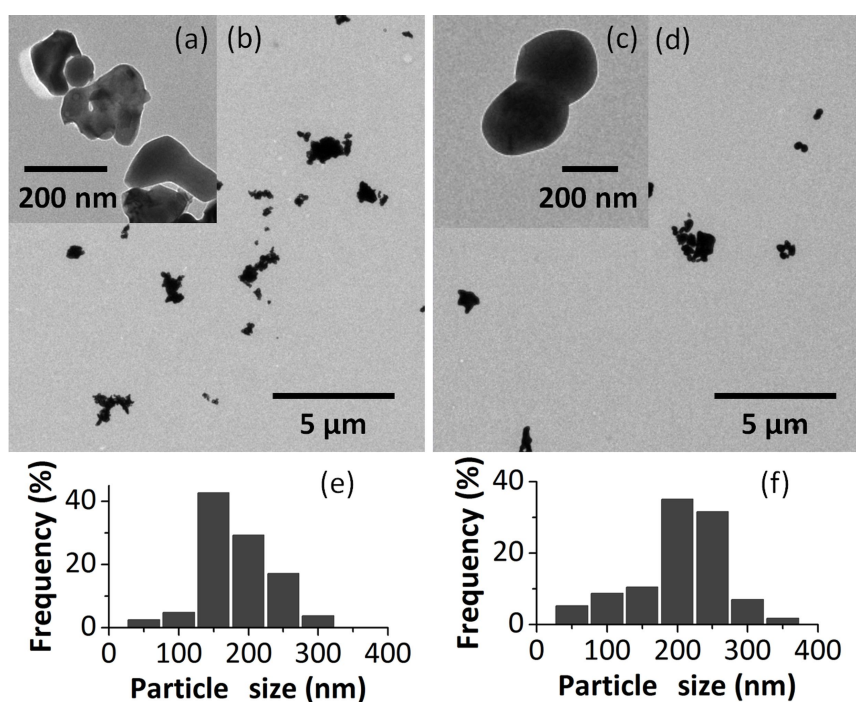 (a) (b)
200 nm
5 µm
(c) (d)
200 nm
5 µm
(e)
Frequency (%)
40
20
0
0 100 200 300 400
Particle size (nm)
(f)
Frequency (%)
40
20
0
0 100 200 300 400
Particle size (nm)